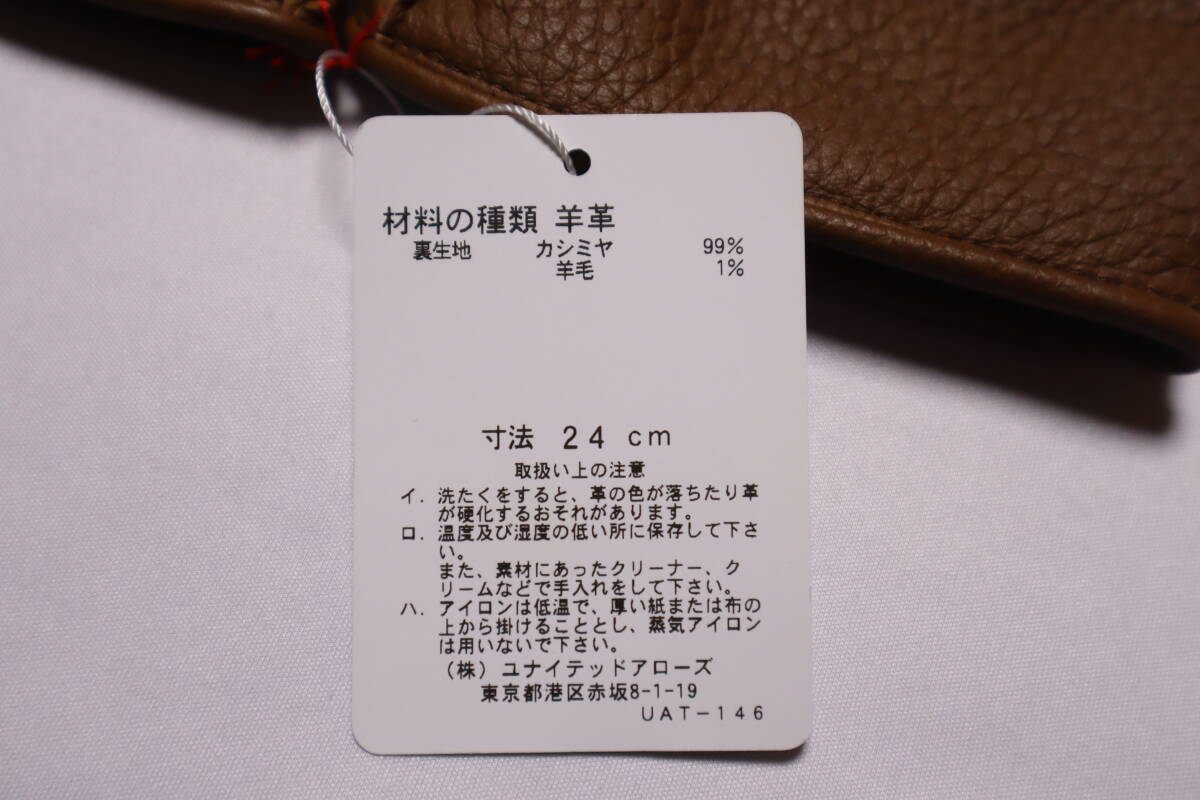 材料の種類 羊革
裏生地 カシミヤ 99%
羊毛 1%
寸法 24 cm
取扱い上の注意
イ. 洗たくをすると、革の色が落ちたり革
が硬化するおそれがあります。
ロ. 温度及び湿度の低い所に保存して下さ
い。
また、素材にあったクリーナー、ク
リームなどで手入れをして下さい。
ハ. アイロンは低温で、厚い紙または布の
上から掛けることとし、蒸気アイロン
は用いないで下さい。
(株) ユナイテッドアローズ
東京都港区赤坂8-1-19
UAT-146